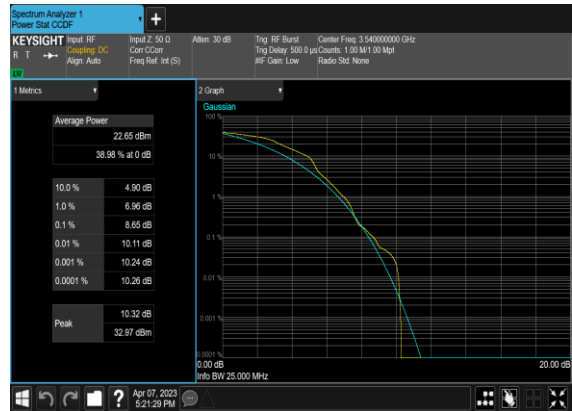 Spectrum Analyzer 1
Power Stat CCDF
KEYSIGHT
R T
LV
Input: RF
Coupling: DC
Align: Auto
Input Z: 50 Ω
Corr CCorr
Freq Ref: Int (S)
Atten: 30 dB
Trig: RF Burst
Trig Delay: 500.0 µs
#IF Gain: Low
Center Freq: 3.540000000 GHz
Counts: 1.00 M/1.00 Mpt
Radio Std: None
1 Metrics
Average Power
22.65 dBm
38.98 % at 0 dB
10.0 % 4.90 dB
1.0 % 6.96 dB
0.1 % 8.65 dB
0.01 % 10.11 dB
0.001 % 10.24 dB
0.0001 % 10.26 dB
Peak
10.32 dB
32.97 dBm
2 Graph
Gaussian
100 %
10 %
1 %
0.1 %
0.01 %
0.001 %
0.0001 %
0.00 dB
20.00 dB
Info BW 25.000 MHz
?
Apr 07, 2023
5:21:29 PM